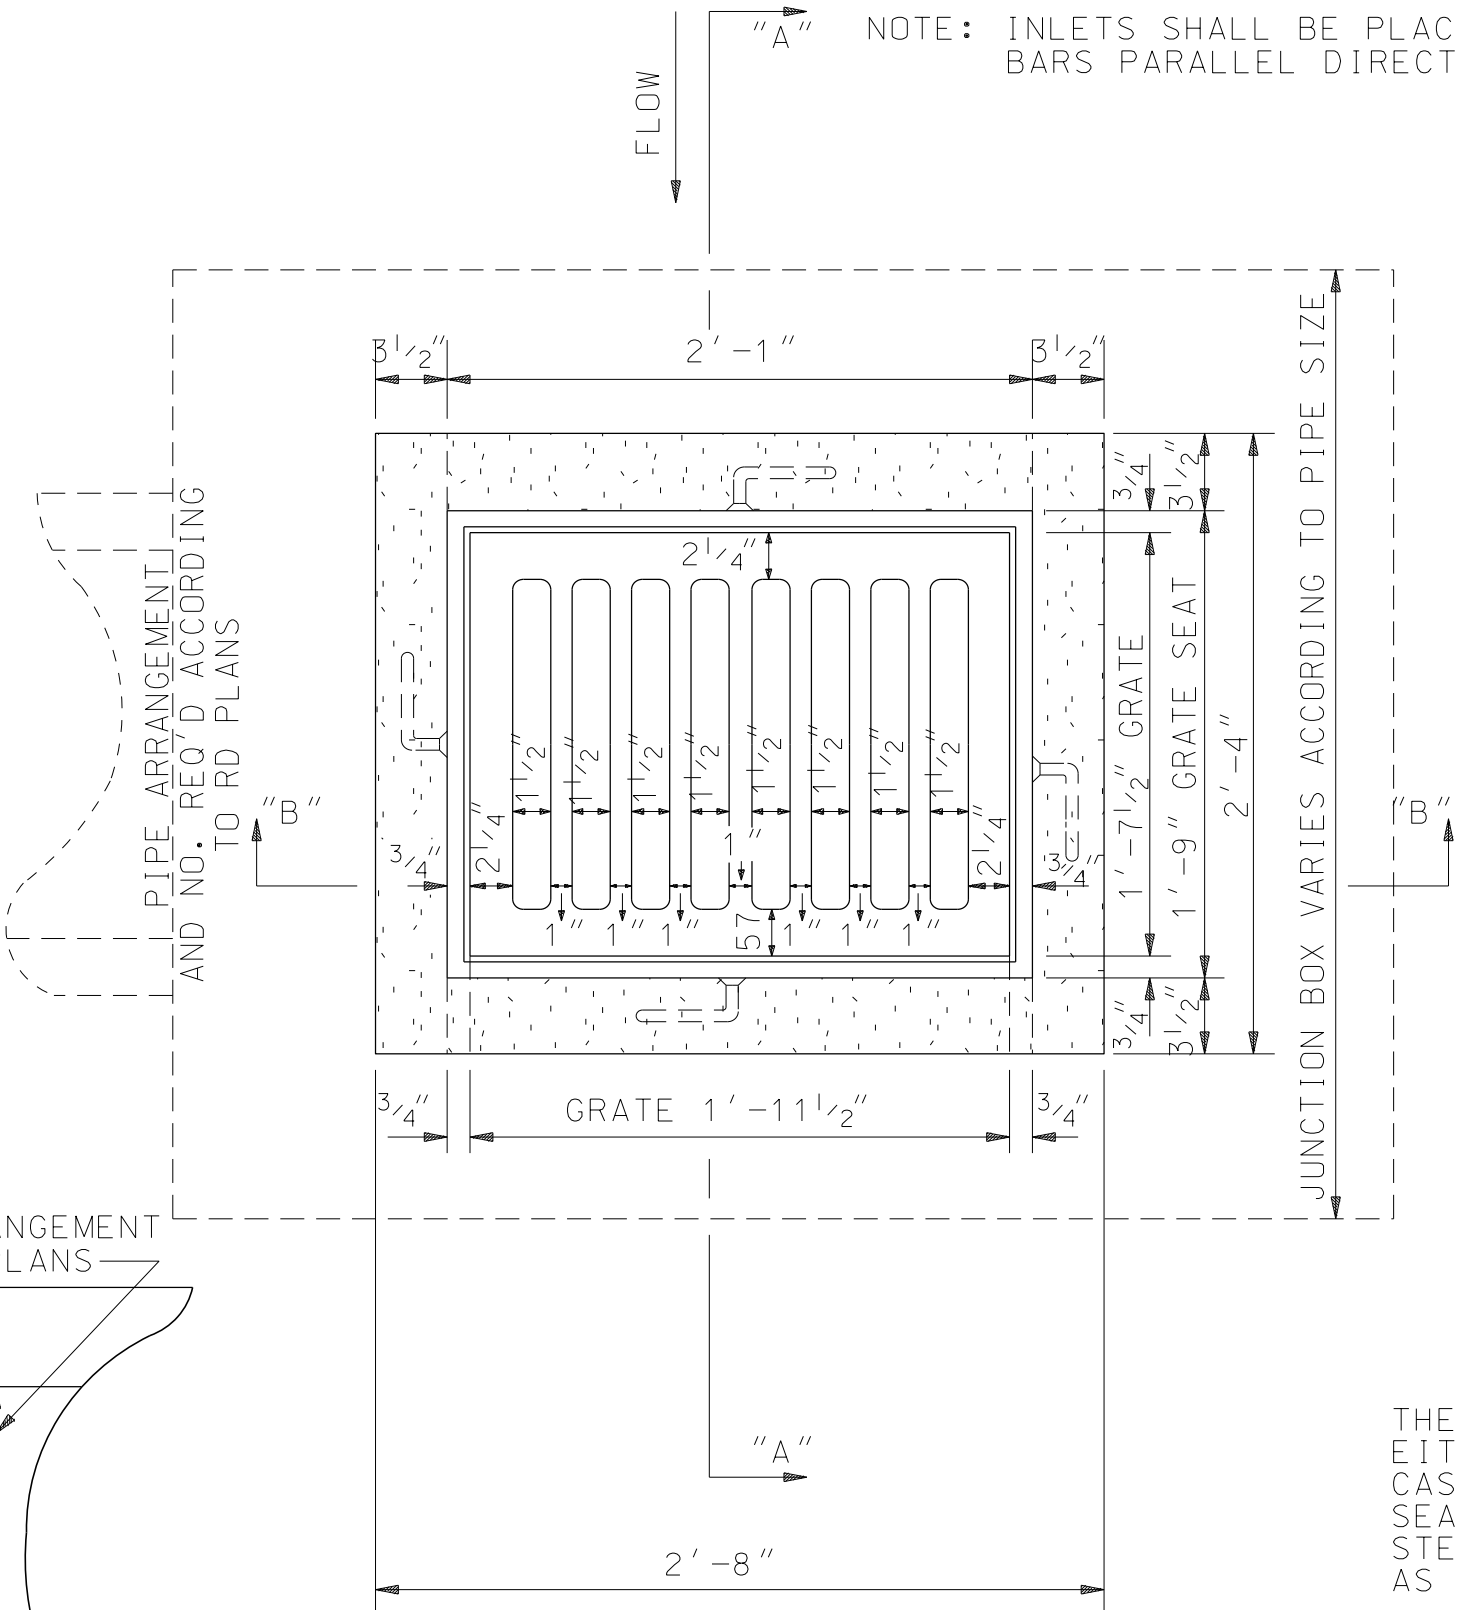 "A"
NOTE: INLETS SHALL BE PLAC
BARS PARALLEL DIRECT
FLOW
3 1/2"
2'-1"
3 1/2"
3/4"
3 1/2"
2 1/4"
PIPE ARRANGEMENT
AND NO. REQ'D ACCORDING
TO RD PLANS
1 1/2"
1 1/2"
1 1/2"
1 1/2"
1 1/2"
1 1/2"
1 1/2"
1 1/2"
1'-7 1/2" GRATE
1'-9" GRATE SEAT
2'-4"
JUNCTION BOX VARIES ACCORDING TO PIPE SIZE
"B"
"B"
3/4"
2 1/4"
1"
2 1/4"
3/4"
1"
1"
1"
57
1"
1"
1"
3/4"
3 1/2"
3/4"
GRATE 1'-11 1/2"
3/4"
ANGEMENT
LANS
"A"
2'-8"
THE
EIT
CAS
SEA
STE
AS